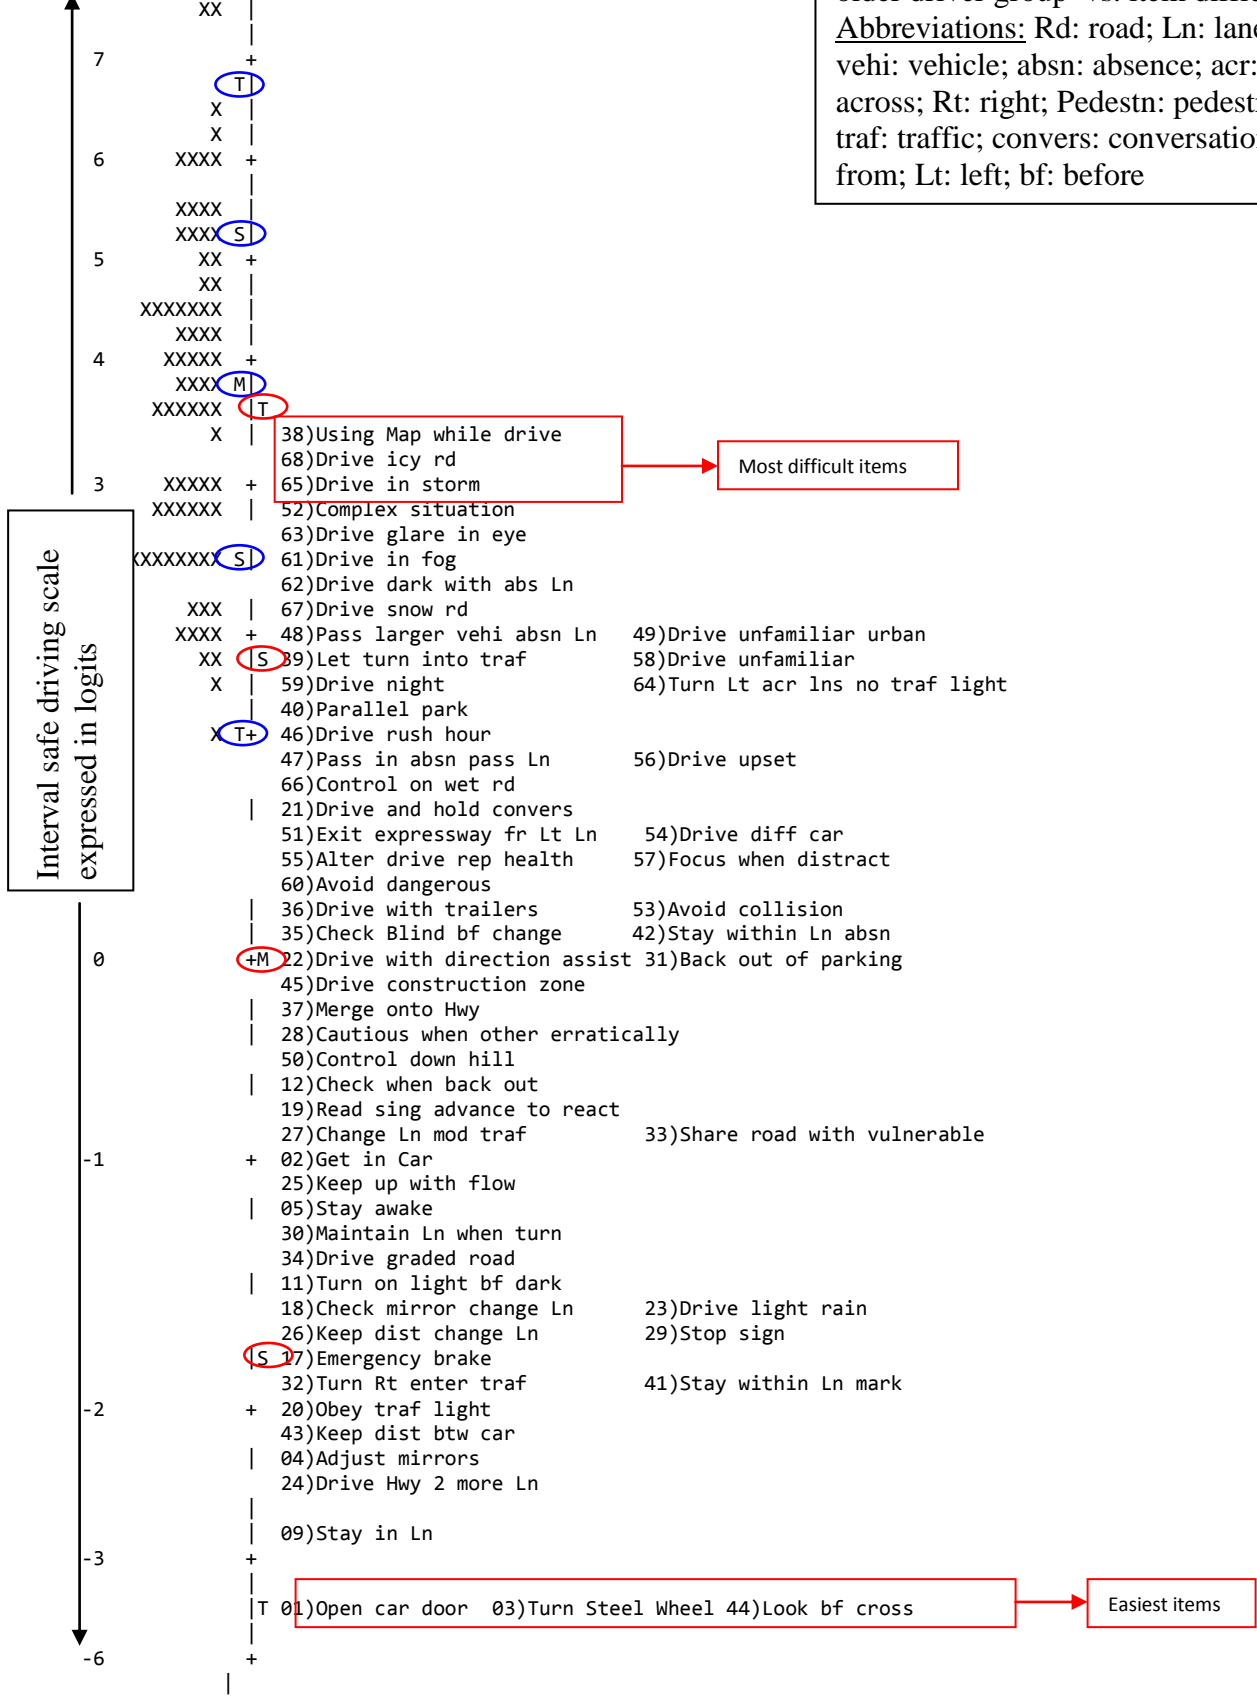 older driver group vs. item diffic
Abbreviations: Rd: road; Ln: lane
vehi: vehicle; absn: absence; acr:
across; Rt: right; Pedestn: pedest
traf: traffic; convers: conversation
from; Lt: left; bf: before
XX |
|
7 +
T|
X |
X |
6 XXXX +
|
XXXX |
XXXX S|
5 XX +
XX |
XXXXXXX |
XXXX |
4 XXXXX +
XXXX M|
XXXXXX |T
X | 38)Using Map while drive
68)Drive icy rd
Most difficult items
3 XXXXX + 65)Drive in storm
XXXXXX | 52)Complex situation
63)Drive glare in eye
XXXXXXXX S| 61)Drive in fog
62)Drive dark with abs Ln
XXX | 67)Drive snow rd
XXXX + 48)Pass larger vehi absn Ln 49)Drive unfamiliar urban
XX |S 39)Let turn into traf 58)Drive unfamiliar
X | 59)Drive night 64)Turn Lt acr lns no traf light
| 40)Parallel park
X T+ 46)Drive rush hour
47)Pass in absn pass Ln 56)Drive upset
66)Control on wet rd
| 21)Drive and hold convers
51)Exit expressway fr Lt Ln 54)Drive diff car
55)Alter drive rep health 57)Focus when distract
60)Avoid dangerous
| 36)Drive with trailers 53)Avoid collision
| 35)Check Blind bf change 42)Stay within Ln absn
0 +M 22)Drive with direction assist 31)Back out of parking
45)Drive construction zone
| 37)Merge onto Hwy
| 28)Cautious when other erratically
50)Control down hill
| 12)Check when back out
19)Read sing advance to react
27)Change Ln mod traf 33)Share road with vulnerable
-1 + 02)Get in Car
25)Keep up with flow
| 05)Stay awake
30)Maintain Ln when turn
34)Drive graded road
| 11)Turn on light bf dark
18)Check mirror change Ln 23)Drive light rain
26)Keep dist change Ln 29)Stop sign
|S 17)Emergency brake
32)Turn Rt enter traf 41)Stay within Ln mark
-2 + 20)Obey traf light
43)Keep dist btw car
| 04)Adjust mirrors
24)Drive Hwy 2 more Ln
|
| 09)Stay in Ln
-3 +
|
|T 01)Open car door 03)Turn Steel Wheel 44)Look bf cross
Easiest items
|
-6 +
|
Interval safe driving scale
expressed in logits